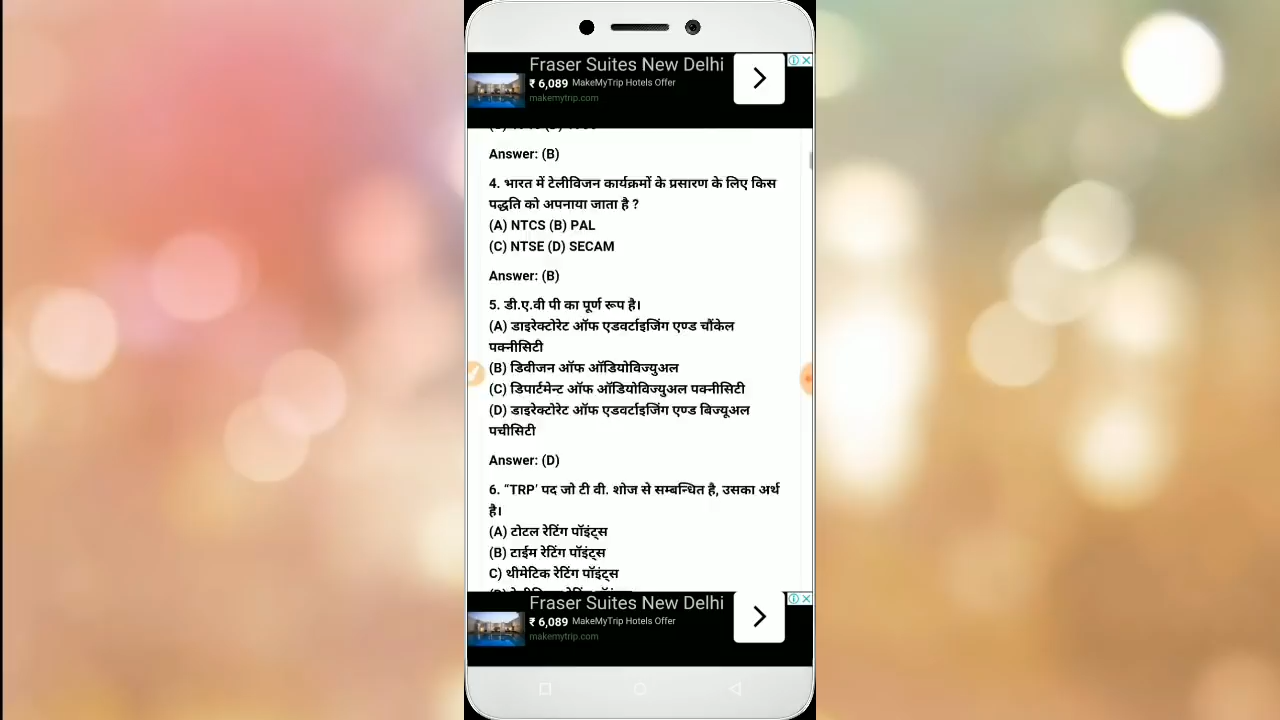 Fraser Suites New Delhi
₹ 6,089 MakeMyTrip Hotels Offer
makemytrip.com
Answer: (B)
4. भारत में टेलीविजन कार्यक्रमों के प्रसारण के लिए किस
पद्धति को अपनाया जाता है ?
(A) NTCS (B) PAL
(C) NTSE (D) SECAM
Answer: (B)
5. डी.ए.वी पी का पूर्ण रूप है।
(A) डाइरेक्टोरेट ऑफ एडवर्टाइजिंग एण्ड चौंकेल
पक्नीसिटी
(B) डिवीजन ऑफ ऑडियोविज्युअल
(C) डिपार्टमेन्ट ऑफ ऑडियोविज्युअल पक्नीसिटी
(D) डाइरेक्टोरेट ऑफ एडवर्टाइजिंग एण्ड बिज्यूअल
पचीसिटी
Answer: (D)
6. “TRP’ पद जो टी वी. शोज से सम्बन्धित है, उसका अर्थ
है।
(A) टोटल रेटिंग पॉइंट्स
(B) टाईम रेटिंग पॉइंट्स
C) थीमेटिक रेटिंग पॉइंट्स
Fraser Suites New Delhi
₹ 6,089 MakeMyTrip Hotels Offer
makemytrip.com